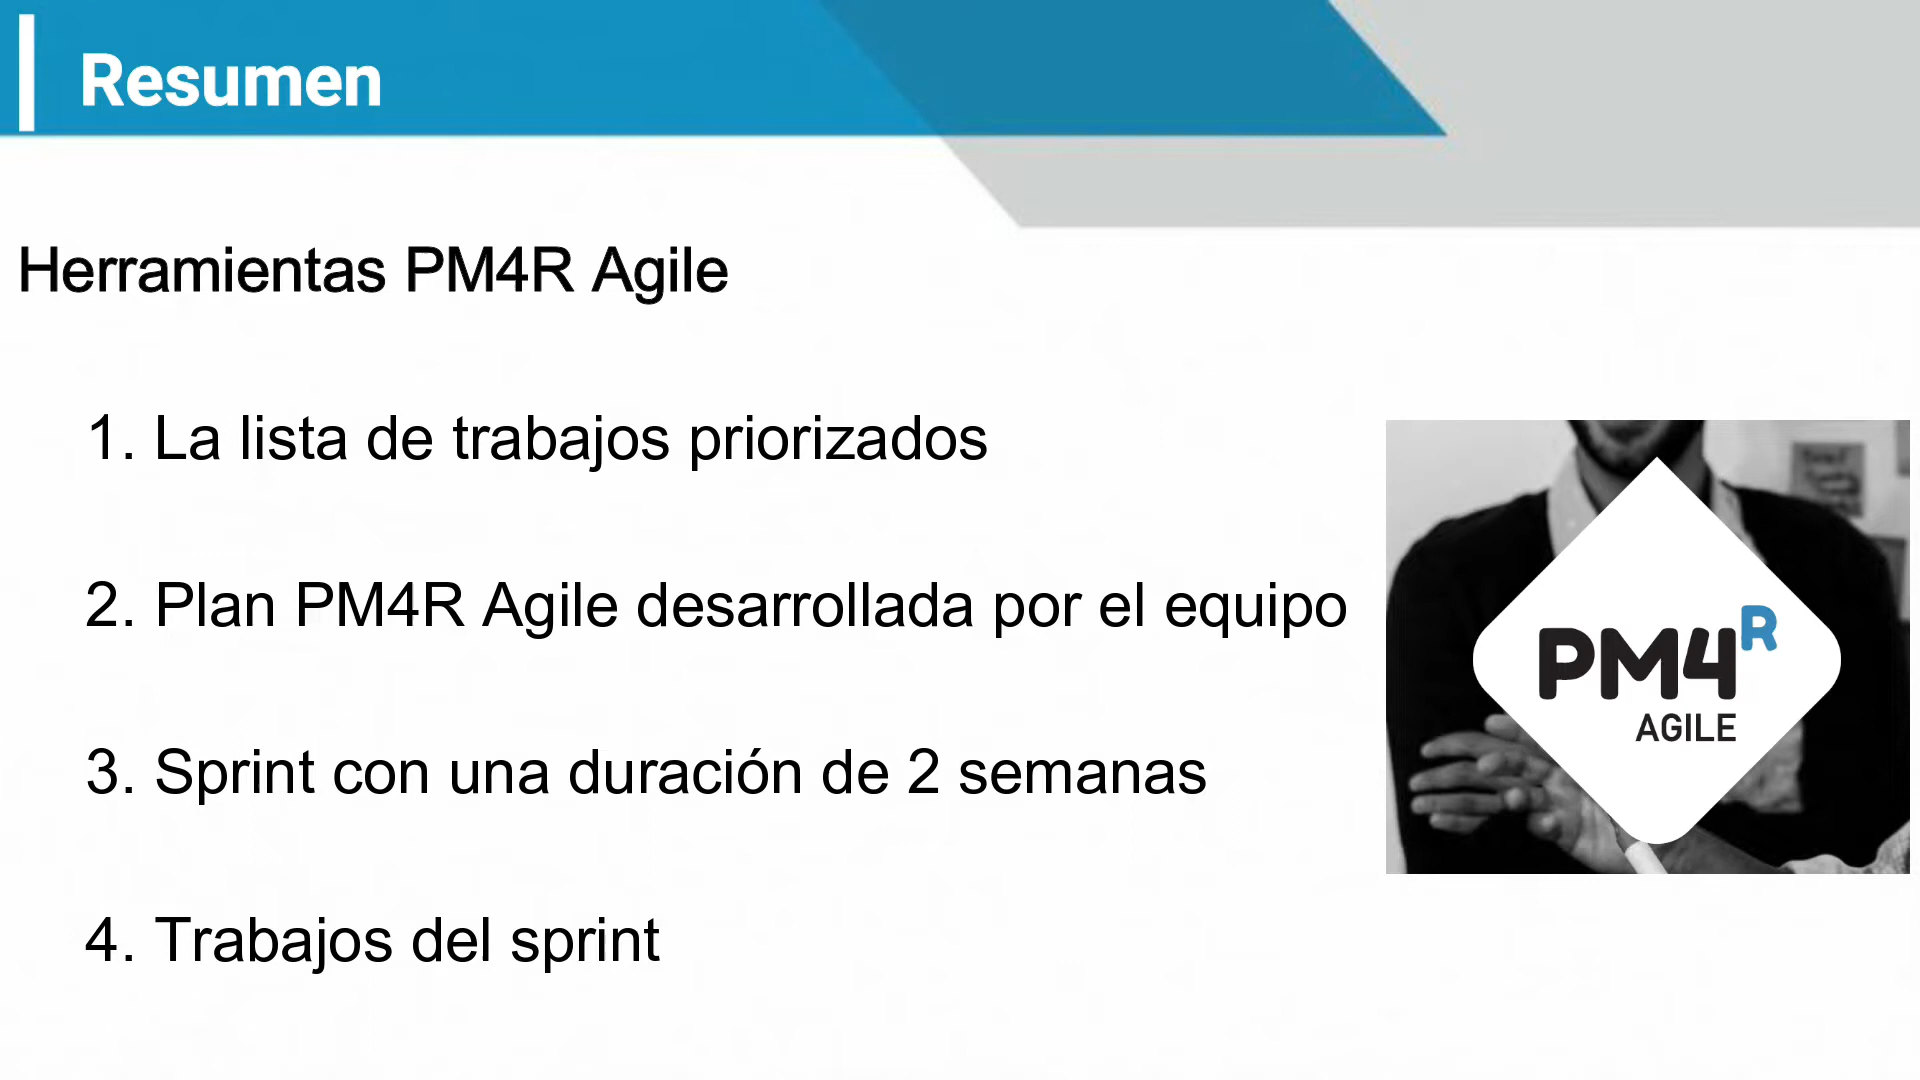 Resumen
Herramientas PM4R Agile
1. La lista de trabajos priorizados
2. Plan PM4R Agile desarrollada por el equipo
3. Sprint con una duración de 2 semanas
4. Trabajos del sprint
PM4R
AGILE